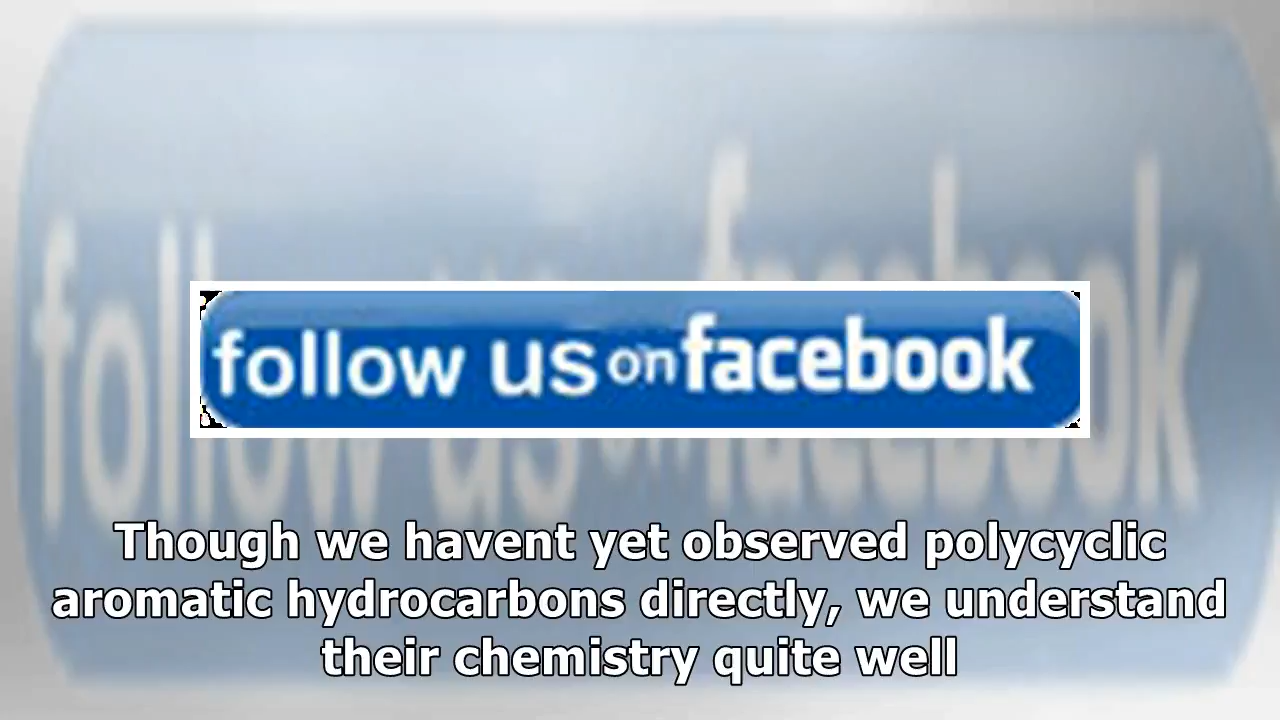 follow us on facebook
Though we havent yet observed polycyclic
aromatic hydrocarbons directly, we understand
their chemistry quite well